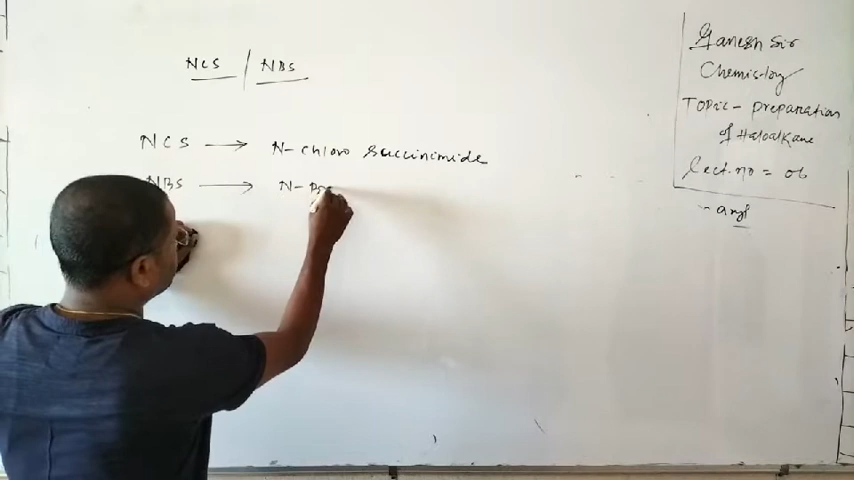 NCS / NBS
NCS → N-chloro succinimide
NBS → N-Br
Ganesh Sir
Chemistry
Topic - preparation
of Haloalkane
Lect. no = 06